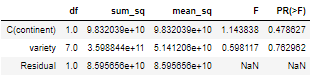 df sum_sq mean_sq F PR(>F)
C(continent) 1.0 9.832039e+10 9.832039e+10 1.143838 0.478627
variety 7.0 3.598844e+11 5.141206e+10 0.598117 0.762962
Residual 1.0 8.595656e+10 8.595656e+10 NaN NaN